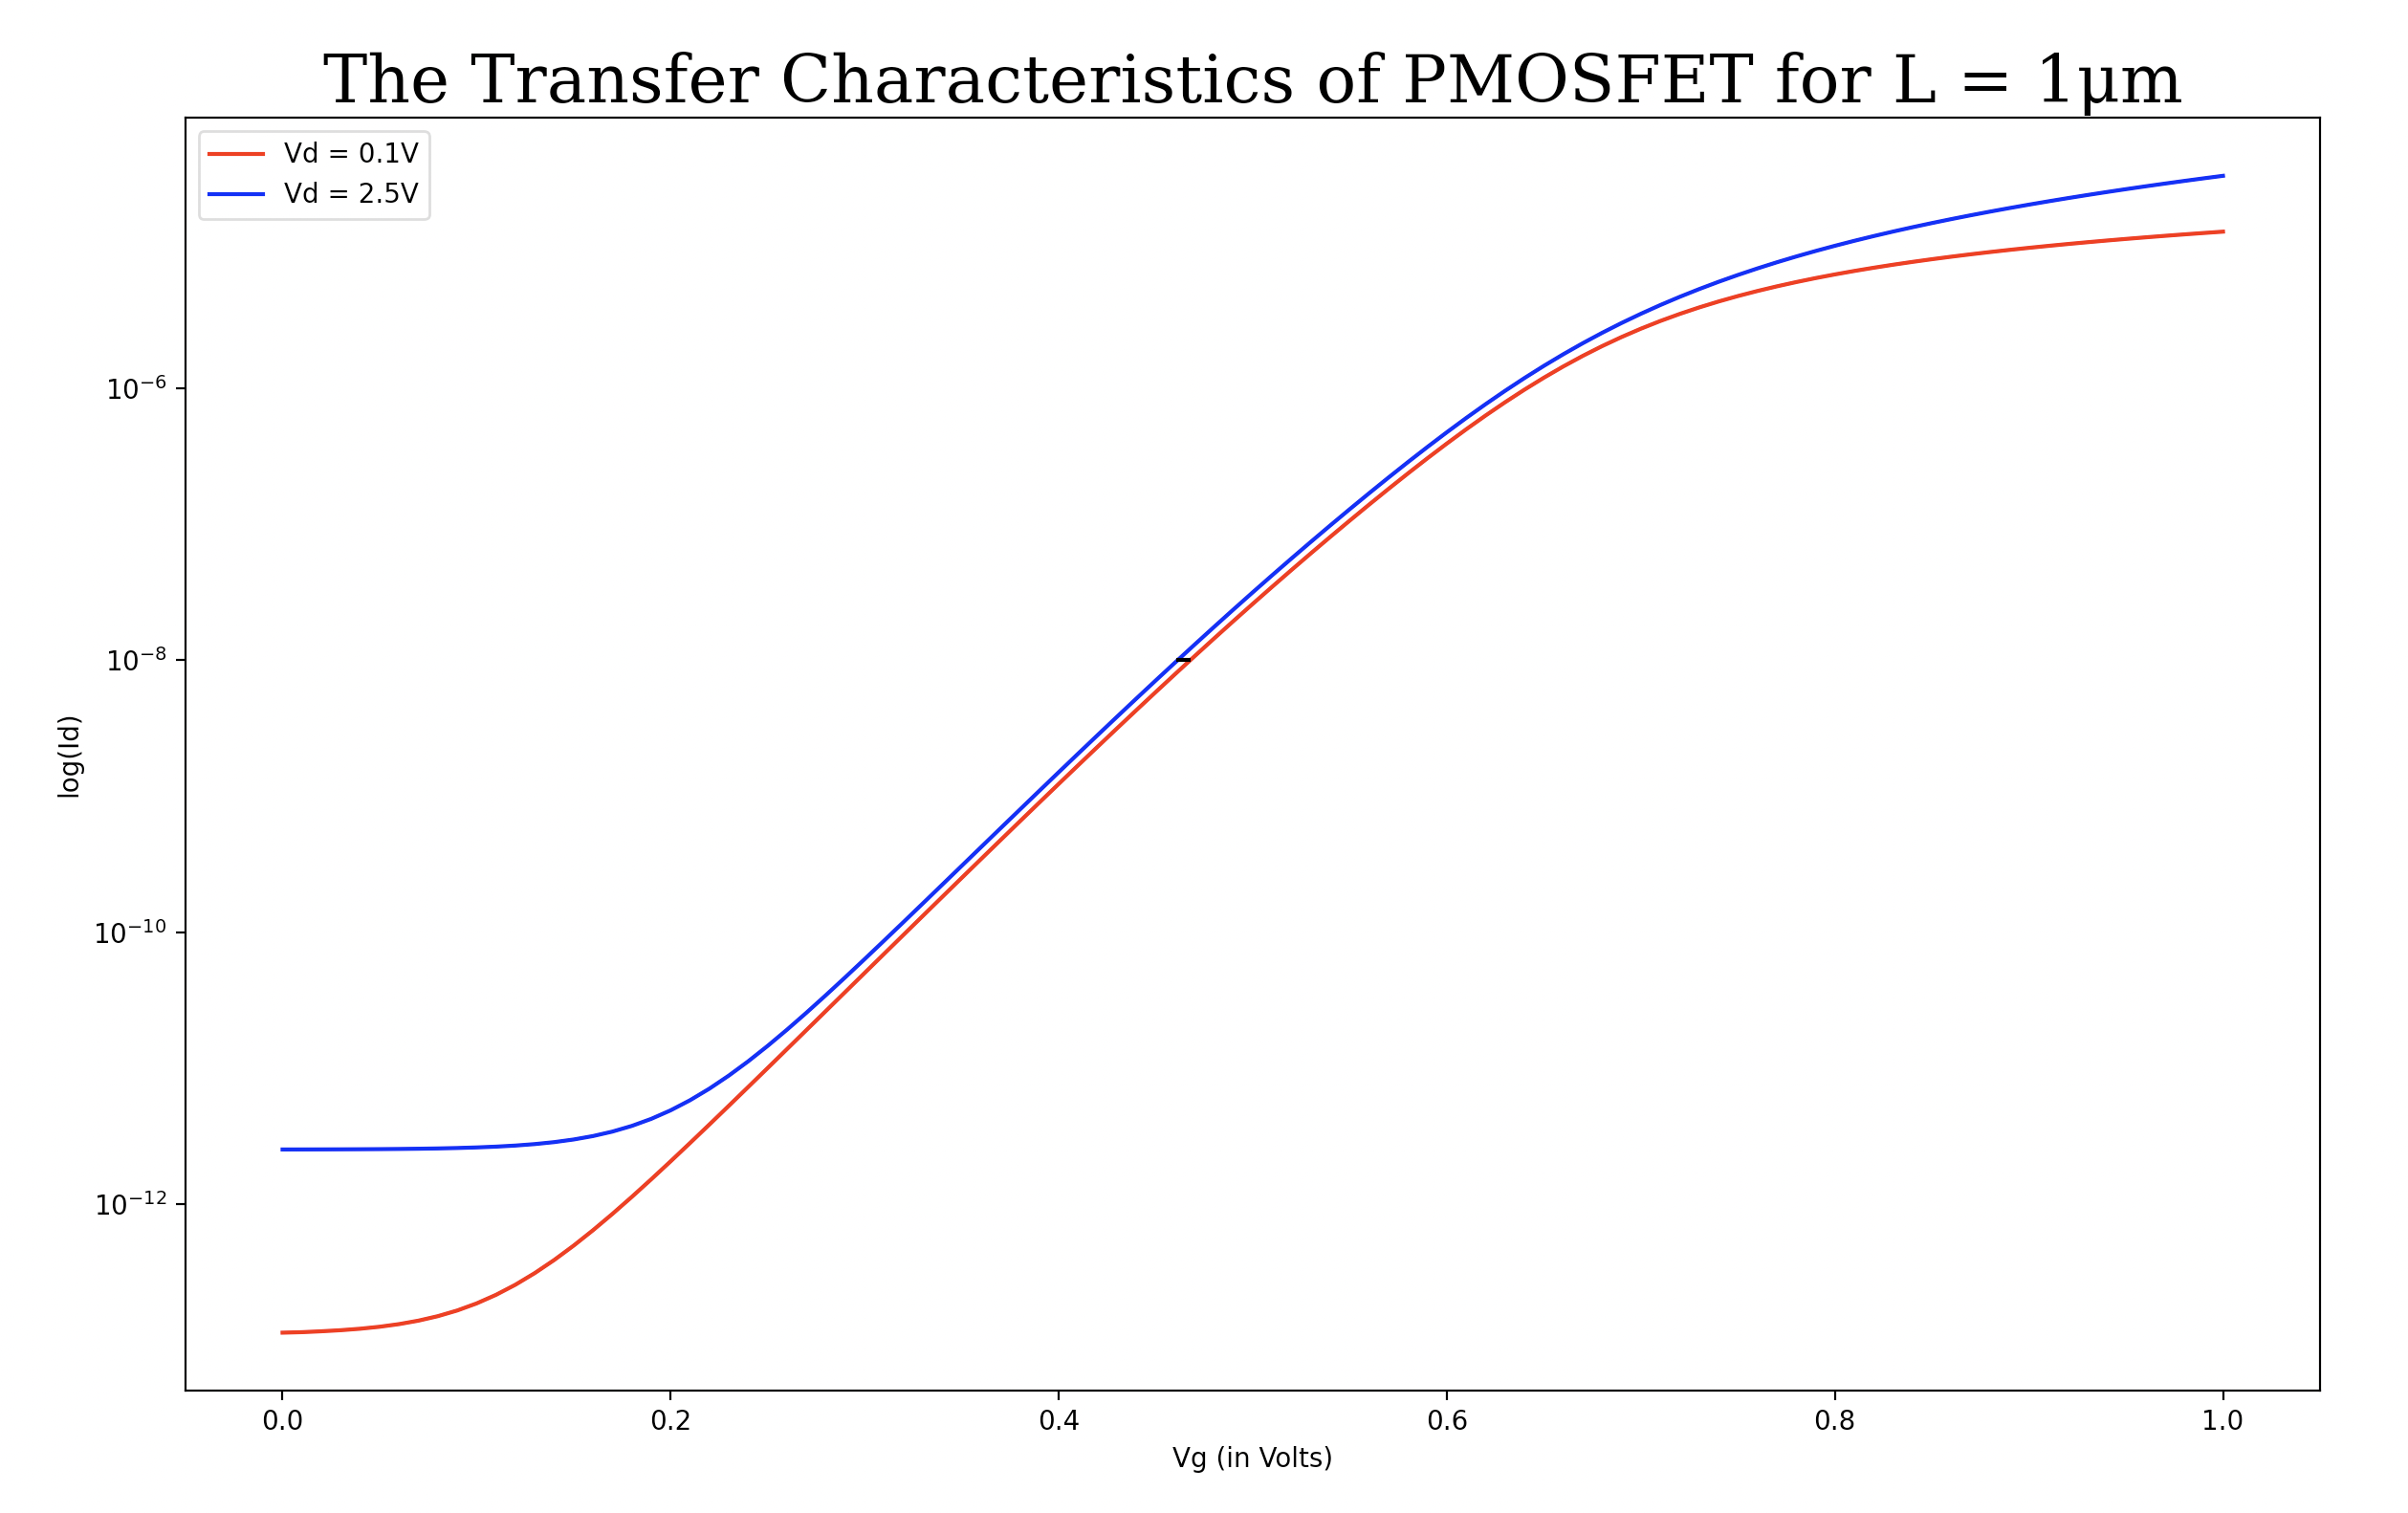 The Transfer Characteristics of PMOSFET for L = 1μm
Vd = 0.1V
Vd = 2.5V
log(Id)
10⁻⁶
10⁻⁸
10⁻¹⁰
10⁻¹²
0.0 0.2 0.4 0.6 0.8 1.0
Vg (in Volts)